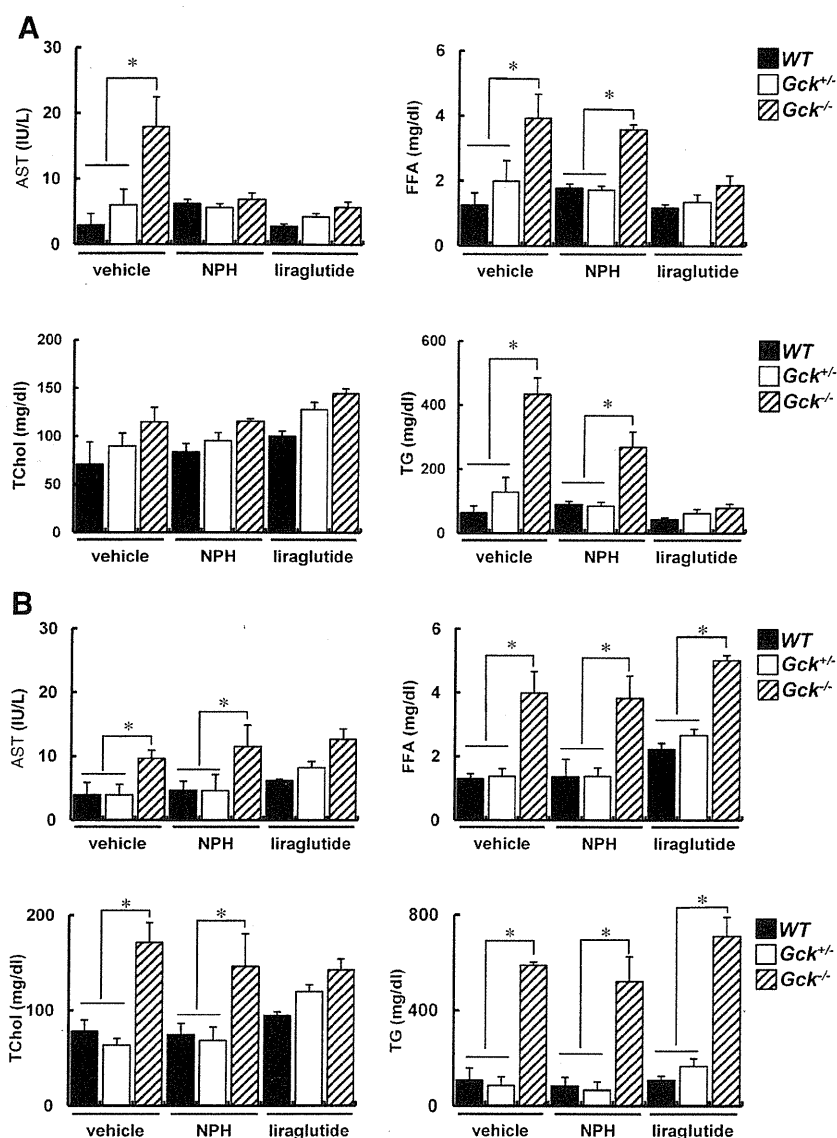 A
AST (IU/L)
30
20
10
0
*
vehicle
NPH
liraglutide
FFA (mg/dl)
6
4
2
0
*
*
vehicle
NPH
liraglutide
WT
Gck+/-
Gck-/-
TChol (mg/dl)
200
150
100
50
0
vehicle
NPH
liraglutide
TG (mg/dl)
600
400
200
0
*
*
vehicle
NPH
liraglutide
WT
Gck+/-
Gck-/-
B
AST (IU/L)
30
20
10
0
*
*
vehicle
NPH
liraglutide
FFA (mg/dl)
6
4
2
0
*
*
*
vehicle
NPH
liraglutide
WT
Gck+/-
Gck-/-
TChol (mg/dl)
200
100
0
*
*
vehicle
NPH
liraglutide
TG (mg/dl)
800
400
0
*
*
*
vehicle
NPH
liraglutide
WT
Gck+/-
Gck-/-